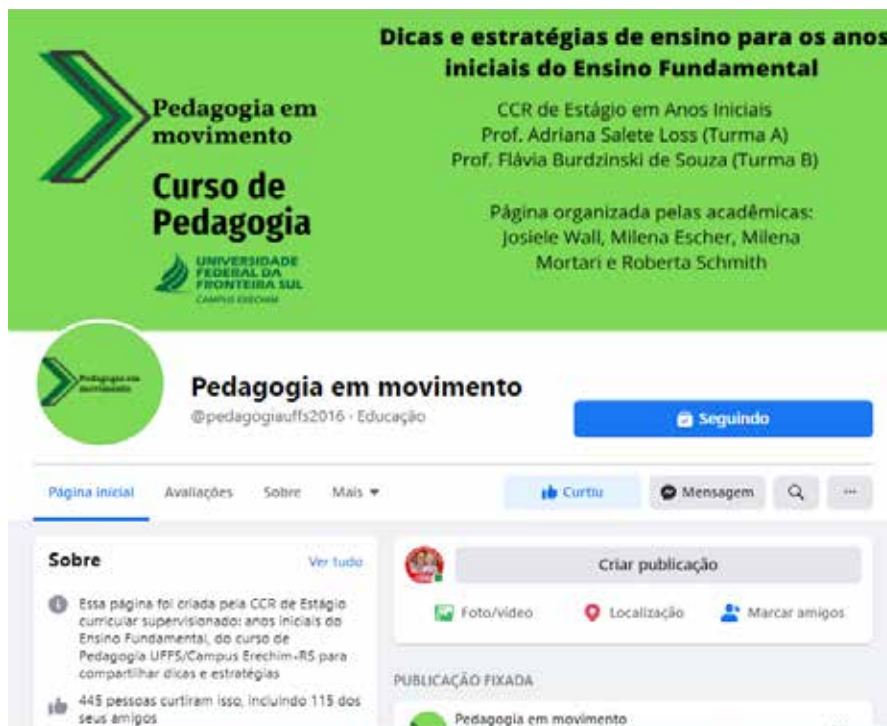 Dicas e estratégias de ensino para os anos
iniciais do Ensino Fundamental
CCR de Estágio em Anos Iniciais
Prof. Adriana Salete Loss (Turma A)
Prof. Flávia Burdzinski de Souza (Turma B)
Página organizada pelas acadêmicas:
Josiele Wall, Milena Escher, Milena
Mortari e Roberta Schmith
Pedagogia em
movimento
Curso de
Pedagogia
UNIVERSIDADE
FEDERAL DA
FRONTEIRA SUL
CAMPUS ERECHIM
Pedagogia em
movimento
Pedagogia em movimento
@pedagogiauffs2016 · Educação
Seguindo
Página inicial
Avaliações
Sobre
Mais
Curtiu
Mensagem
Sobre
Ver tudo
Essa página foi criada pela CCR de Estágio
curricular supervisionado: anos iniciais do
Ensino Fundamental, do curso de
Pedagogia UFFS/Campus Erechim-RS para
compartilhar dicas e estratégias
445 pessoas curtiram isso, incluindo 115 dos
seus amigos
Criar publicação
Foto/vídeo
Localização
Marcar amigos
PUBLICAÇÃO FIXADA
Pedagogia em movimento